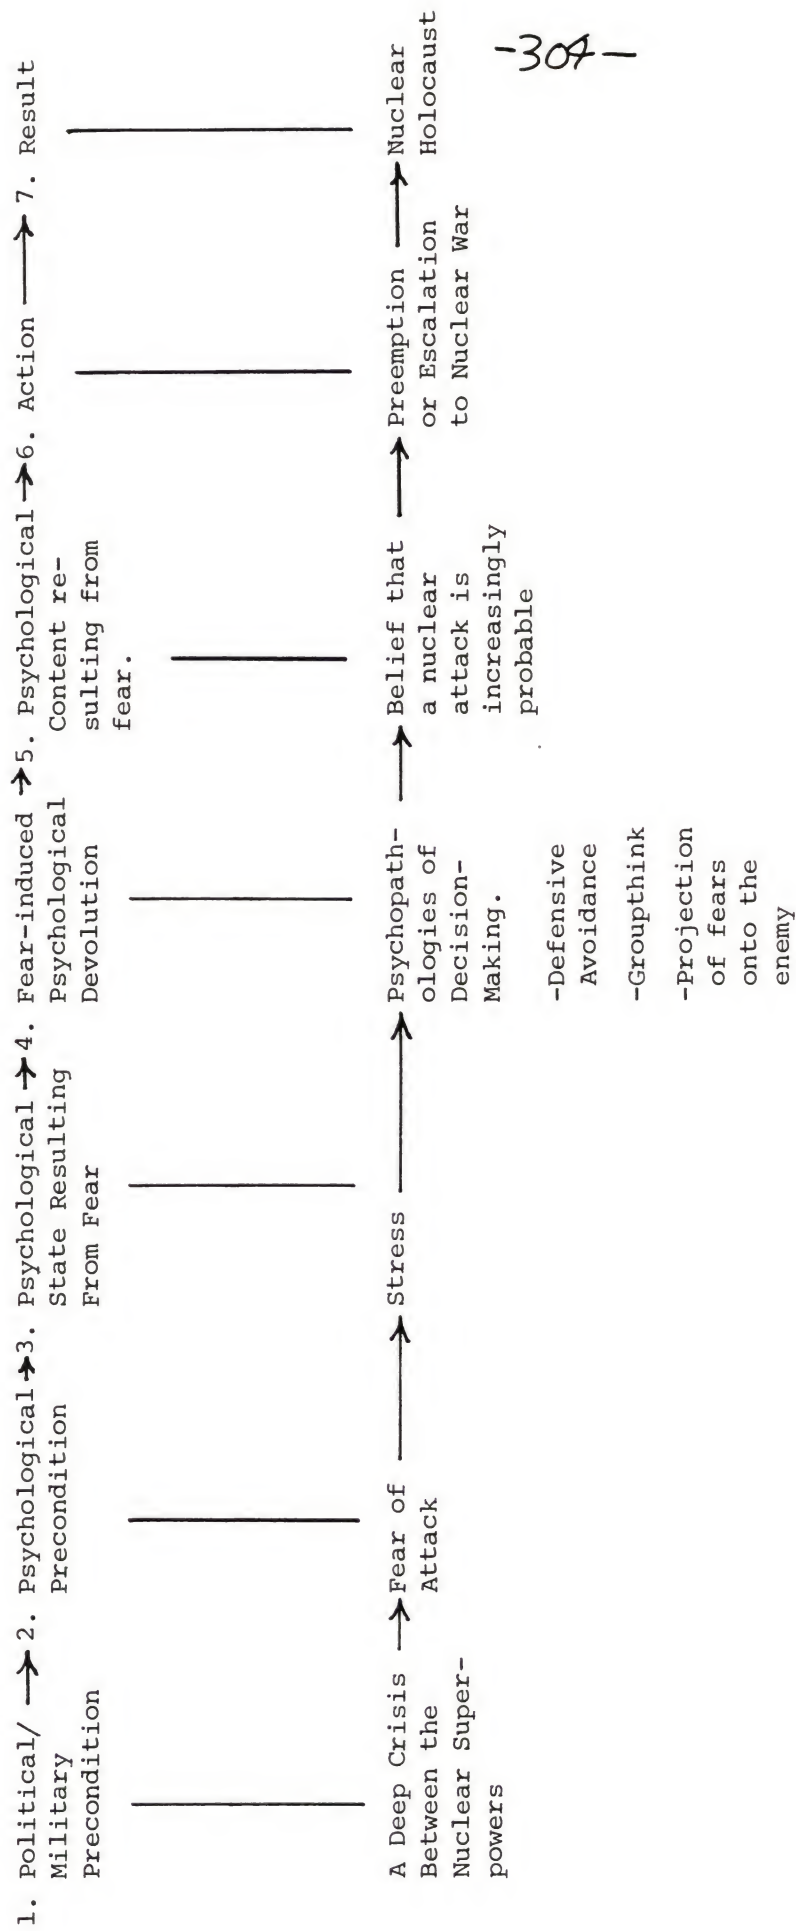 1. Political/
Military
Precondition
2. Psychological
Precondition
3. Psychological
State Resulting
From Fear
4. Fear-induced
Psychological
Devolution
5. Psychological
Content re-
sulting from
fear.
6. Action
7. Result
A Deep Crisis
Between the
Nuclear Super-
powers
Fear of
Attack
Stress
Psychopath-
ologies of
Decision-
Making.
-Defensive
Avoidance
-Groupthink
-Projection
of fears
onto the
enemy
Belief that
a nuclear
attack is
increasingly
probable
Preemption
or Escalation
to Nuclear War
Nuclear
Holocaust
-304-